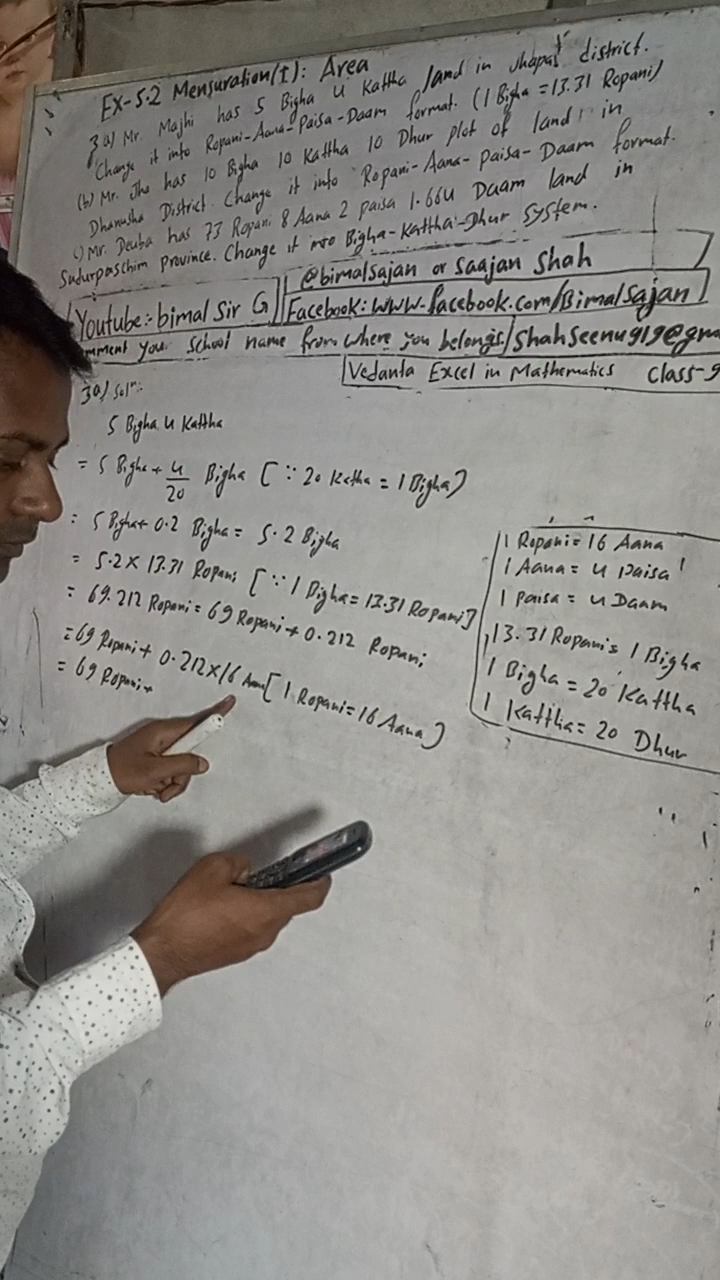 EX-5.2 Mensuration(I): Area
3.a) Mr. Majhi has 5 Bigha 4 Kattha land in Jhapa district.
Change it into Ropani-Aana-Paisa-Daam format. (1 Bigha = 13.31 Ropani)
(b) Mr. Jha has 10 Bigha 10 Kattha 10 Dhur plot of land in
Dhanusha District. Change it into Ropani-Aana-Paisa-Daam format.
c) Mr. Deuba has 73 Ropani 8 Aana 2 paisa 1.664 Daam land in
Sudurpaschim province. Change it into Bigha-Kattha-Dhur system.
@bimalsajan or saajan shah
Youtube:- bimal Sir G
Facebook: www.facebook.com/Bimalsajan
mment your school name from where you belongs/shahseenu919@gma
Vedanta Excel in Mathematics class-9
3a) Solⁿ:
5 Bigha 4 Kattha
= 5 Bigha + 4/20 Bigha [∵ 20 Kattha = 1 Bigha]
= 5 Bigha + 0.2 Bigha = 5.2 Bigha
= 5.2 × 13.31 Ropani [∵ 1 Bigha = 13.31 Ropani]
= 69.212 Ropani = 69 Ropani + 0.212 Ropani
= 69 Ropani + 0.212×16 Aana [1 Ropani = 16 Aana]
= 69 Ropani +
1 Ropani = 16 Aana
1 Aana = 4 paisa
1 paisa = 4 Daam
13.31 Ropani = 1 Bigha
1 Bigha = 20 Kattha
1 Kattha = 20 Dhur